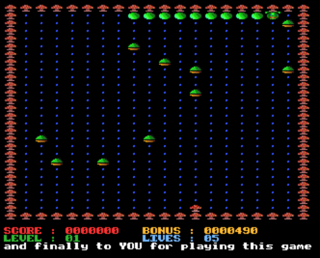 SCORE : 0000000 BONUS : 0000490
LEVEL : 01 LIVES : 05
and finally to YOU for playing this game